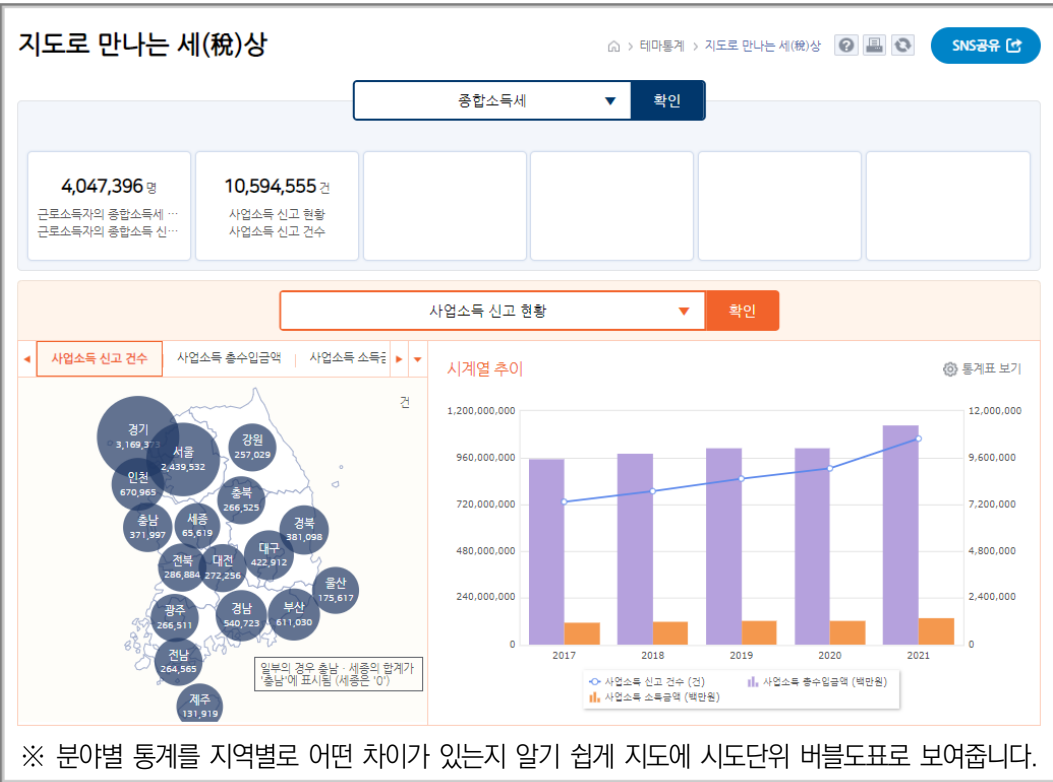 지도로 만나는 세(稅)상
테마통계 > 지도로 만나는 세(稅)상
SNS공유
종합소득세
확인
4,047,396 명
근로소득자의 종합소득세 …
근로소득자의 종합소득 신…
10,594,555 건
사업소득 신고 현황
사업소득 신고 건수
사업소득 신고 현황
확인
사업소득 신고 건수
사업소득 총수입금액
사업소득 소득금
건
경기
3,169,373
서울
2,439,532
강원
257,029
인천
670,965
충북
266,525
충남
371,997
세종
65,619
경북
381,098
대구
422,912
전북
286,884
대전
272,256
울산
175,617
광주
266,511
경남
540,723
부산
611,030
전남
264,565
제주
131,919
일부의 경우 충남 · 세종의 합계가
'충남'에 표시됨 (세종은 '0')
시계열 추이
통계표 보기
1,200,000,000
960,000,000
720,000,000
480,000,000
240,000,000
0
12,000,000
9,600,000
7,200,000
4,800,000
2,400,000
0
2017
2018
2019
2020
2021
사업소득 신고 건수 (건)
사업소득 총수입금액 (백만원)
사업소득 소득금액 (백만원)
※ 분야별 통계를 지역별로 어떤 차이가 있는지 알기 쉽게 지도에 시도단위 버블도표로 보여줍니다.